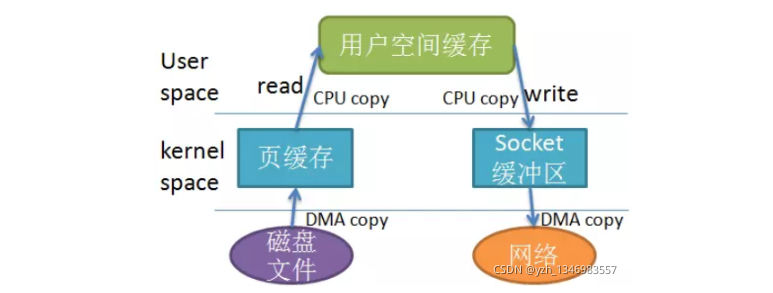 用户空间缓存
User
space
read
CPU copy
CPU copy
write
kernel
space
页缓存
Socket
缓冲区
DMA copy
DMA copy
磁盘
文件
网络
CSDN @yzh_1346983557